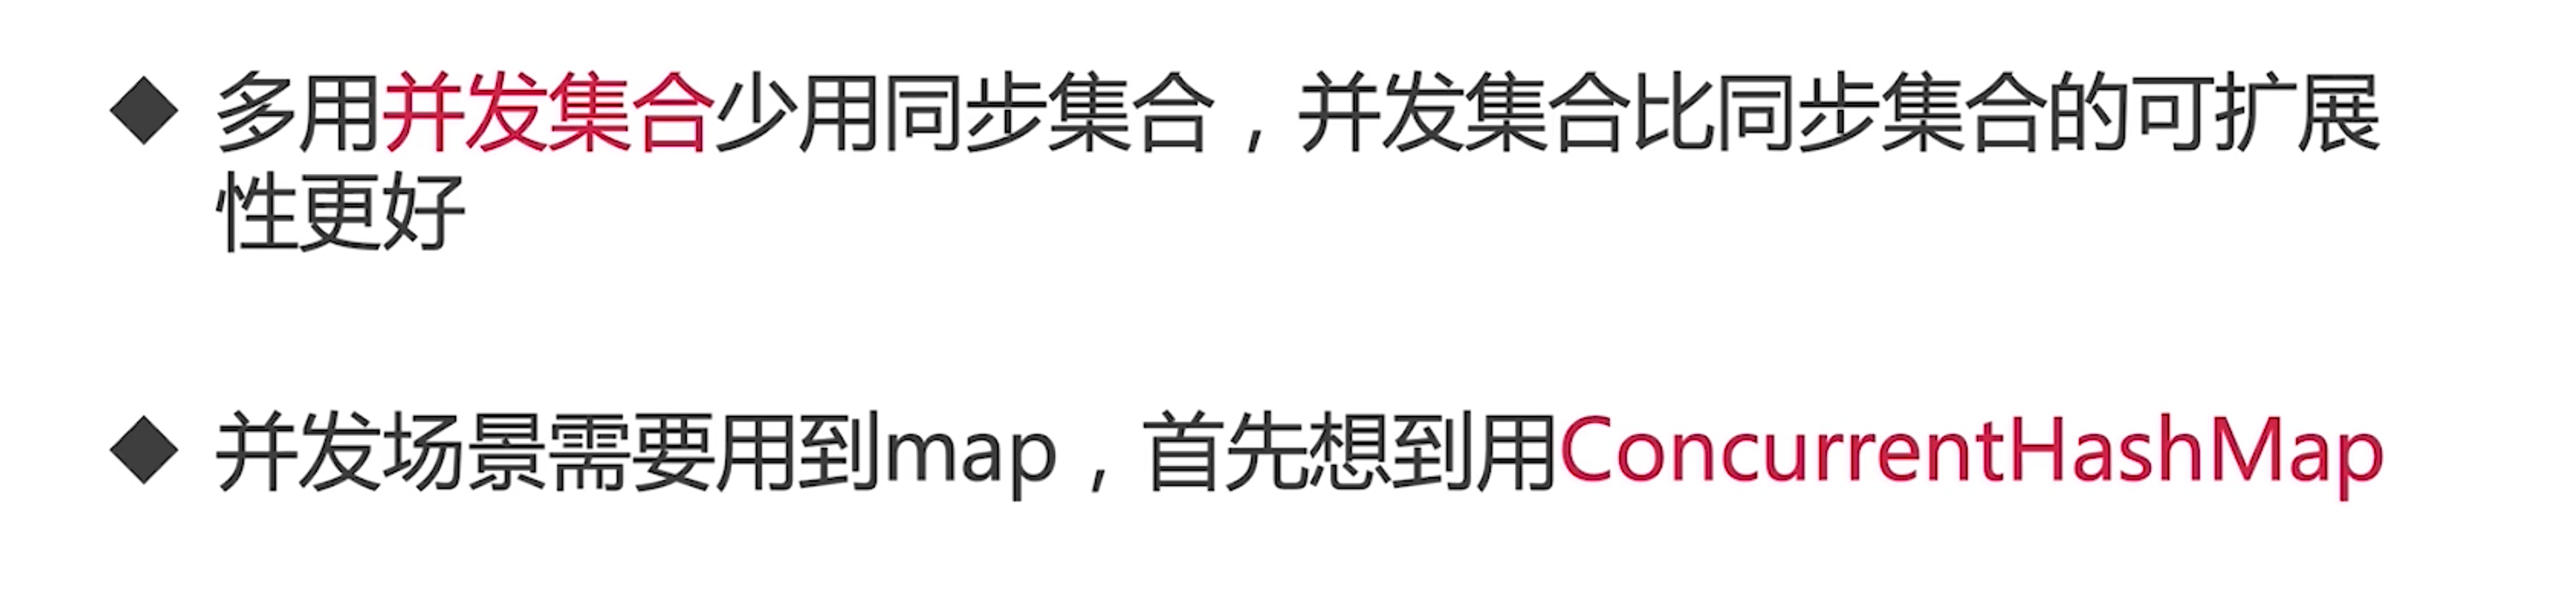 多用并发集合少用同步集合，并发集合比同步集合的可扩展
性更好
并发场景需要用到map，首先想到用ConcurrentHashMap